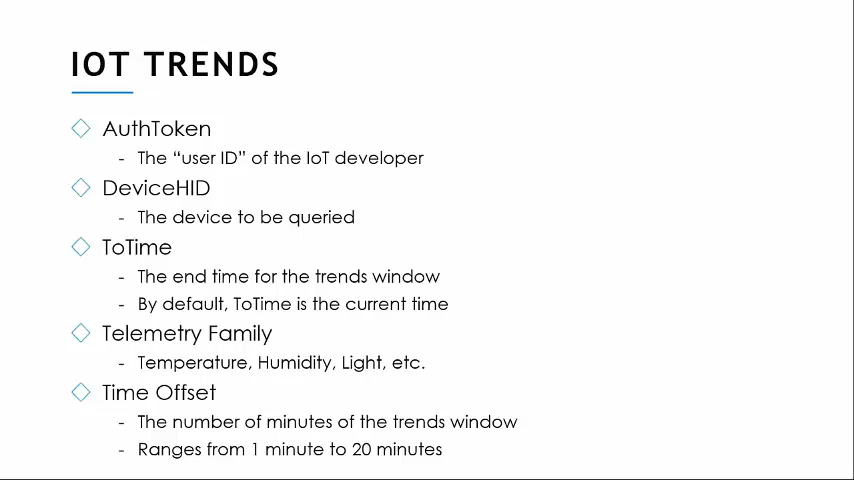 IOT TRENDS
AuthToken
- The “user ID” of the IoT developer
DeviceHID
- The device to be queried
ToTime
- The end time for the trends window
- By default, ToTime is the current time
Telemetry Family
- Temperature, Humidity, Light, etc.
Time Offset
- The number of minutes of the trends window
- Ranges from 1 minute to 20 minutes